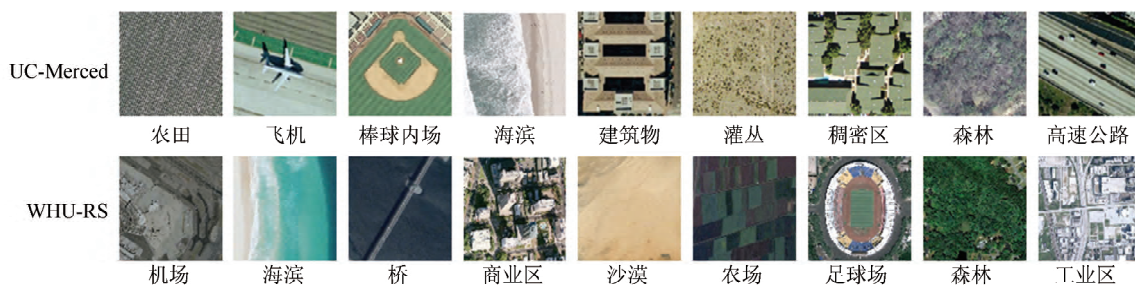 UC-Merced
农田 飞机 棒球内场 海滨 建筑物 灌丛 稠密区 森林 高速公路
WHU-RS
机场 海滨 桥 商业区 沙漠 农场 足球场 森林 工业区